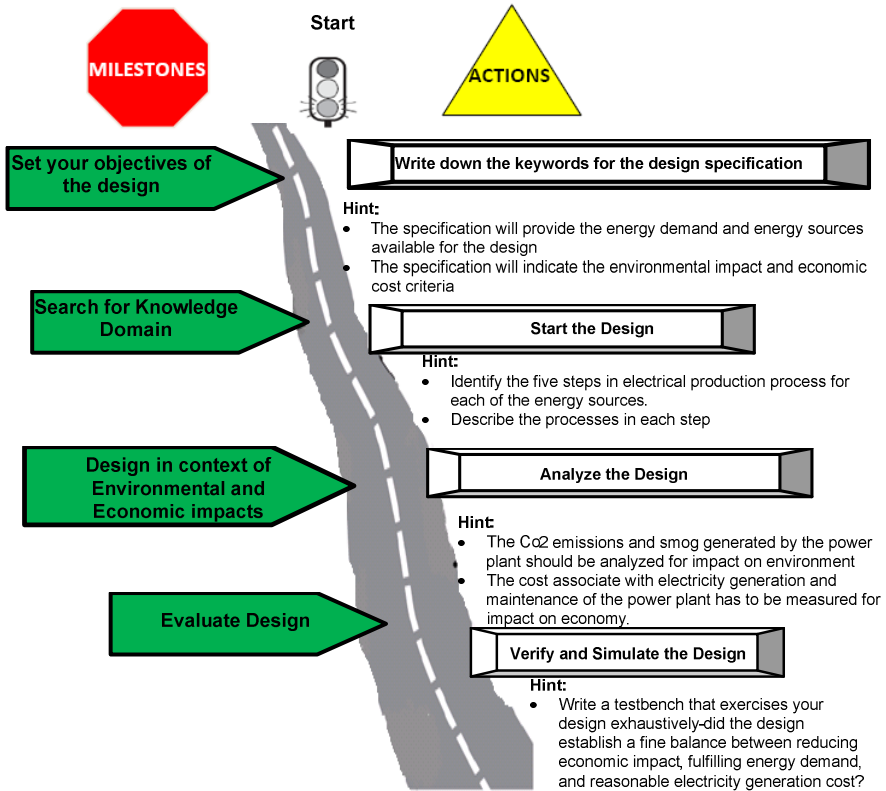 Start
MILESTONES
ACTIONS
Set your objectives of
the design
Write down the keywords for the design specification
Hint:
• The specification will provide the energy demand and energy sources
available for the design
• The specification will indicate the environmental impact and economic
cost criteria
Search for Knowledge
Domain
Start the Design
Hint:
• Identify the five steps in electrical production process for
each of the energy sources.
• Describe the processes in each step
Design in context of
Environmental and
Economic impacts
Analyze the Design
Hint:
• The Co2 emissions and smog generated by the power
plant should be analyzed for impact on environment
• The cost associate with electricity generation and
maintenance of the power plant has to be measured for
impact on economy.
Evaluate Design
Verify and Simulate the Design
Hint:
• Write a testbench that exercises your
design exhaustively-did the design
establish a fine balance between reducing
economic impact, fulfilling energy demand,
and reasonable electricity generation cost?